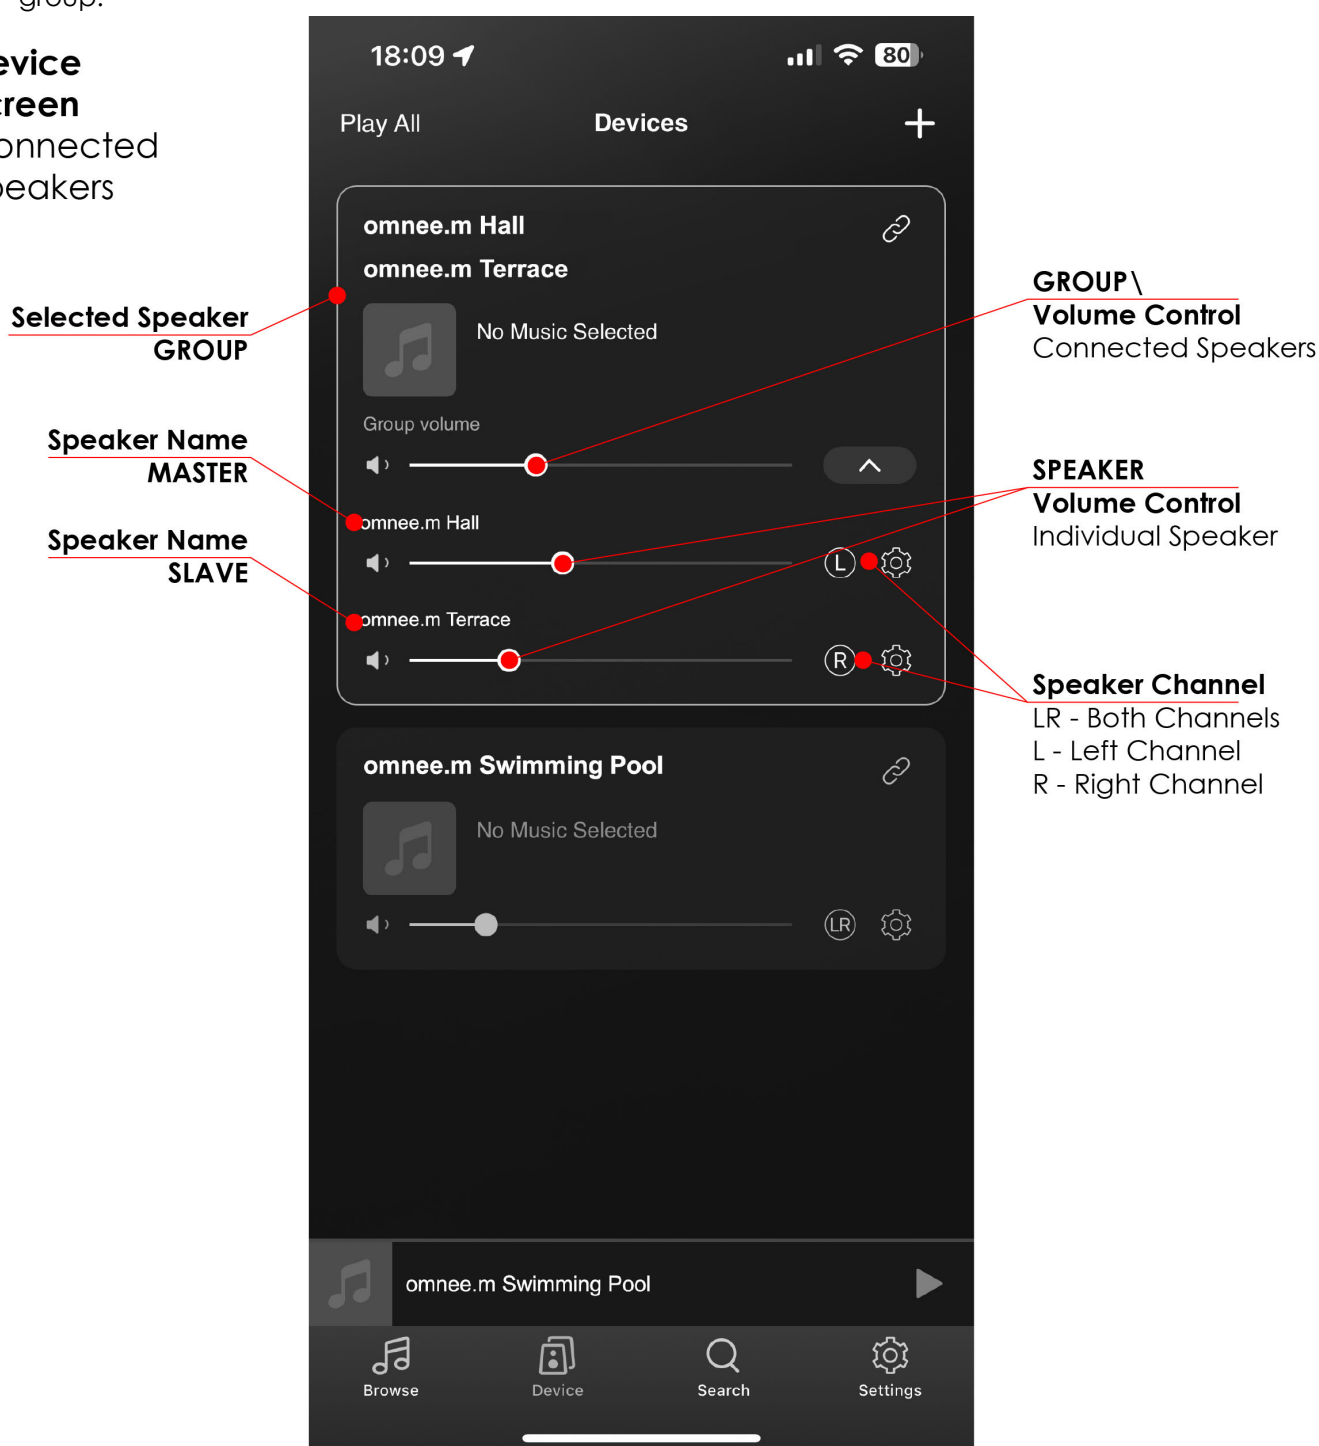 group.
evice
creen
onnected
peakers
Selected Speaker
GROUP
Speaker Name
MASTER
Speaker Name
SLAVE
18:09
80
Play All
Devices
omnee.m Hall
omnee.m Terrace
No Music Selected
Group volume
omnee.m Hall
L
omnee.m Terrace
R
omnee.m Swimming Pool
No Music Selected
LR
omnee.m Swimming Pool
Browse
Device
Search
Settings
GROUP\
Volume Control
Connected Speakers
SPEAKER
Volume Control
Individual Speaker
Speaker Channel
LR - Both Channels
L - Left Channel
R - Right Channel